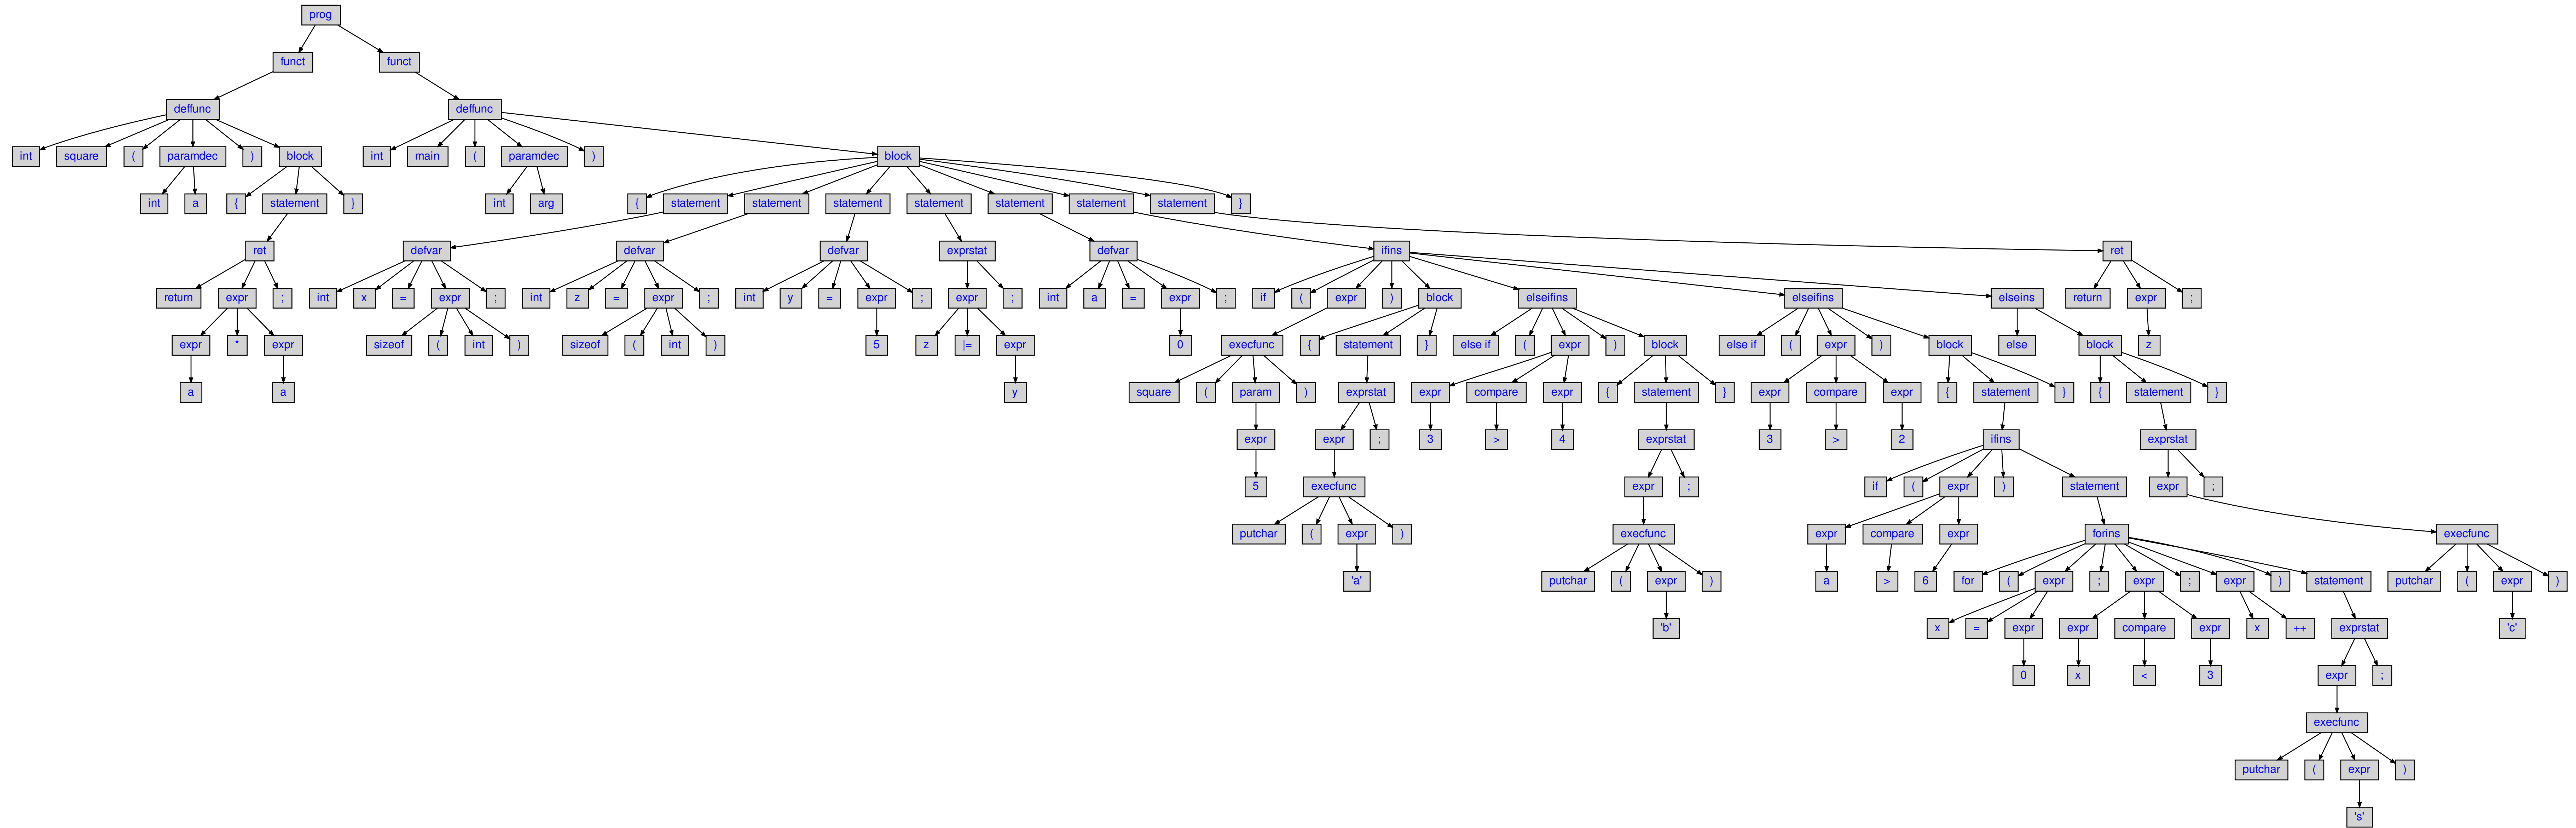 prog
funct funct
deffunc deffunc
int square ( paramdec ) block int main ( paramdec ) block
int a { statement } int arg { statement statement statement statement statement statement statement }
ret defvar defvar defvar exprstat defvar ifins ret
return expr ; int x = expr ; int z = expr ; int y = expr ; expr ; int a = expr ; if ( expr ) block elseifins elseifins elseins return expr ;
expr * expr sizeof ( int ) sizeof ( int ) 5 z |= expr 0 execfunc { statement } else if ( expr ) block else if ( expr ) block else block z
a a y square ( param ) exprstat expr compare expr { statement } expr compare expr { statement } { statement }
expr expr ; 3 > 4 exprstat 3 > 2 ifins exprstat
5 execfunc expr ; if ( expr ) statement expr ;
putchar ( expr ) execfunc expr compare expr forins execfunc
'a' putchar ( expr ) a > 6 for ( expr ; expr ; expr ) statement putchar ( expr )
'b' x = expr expr compare expr x ++ exprstat 'c'
0 x < 3 expr ;
execfunc
putchar ( expr )
's'